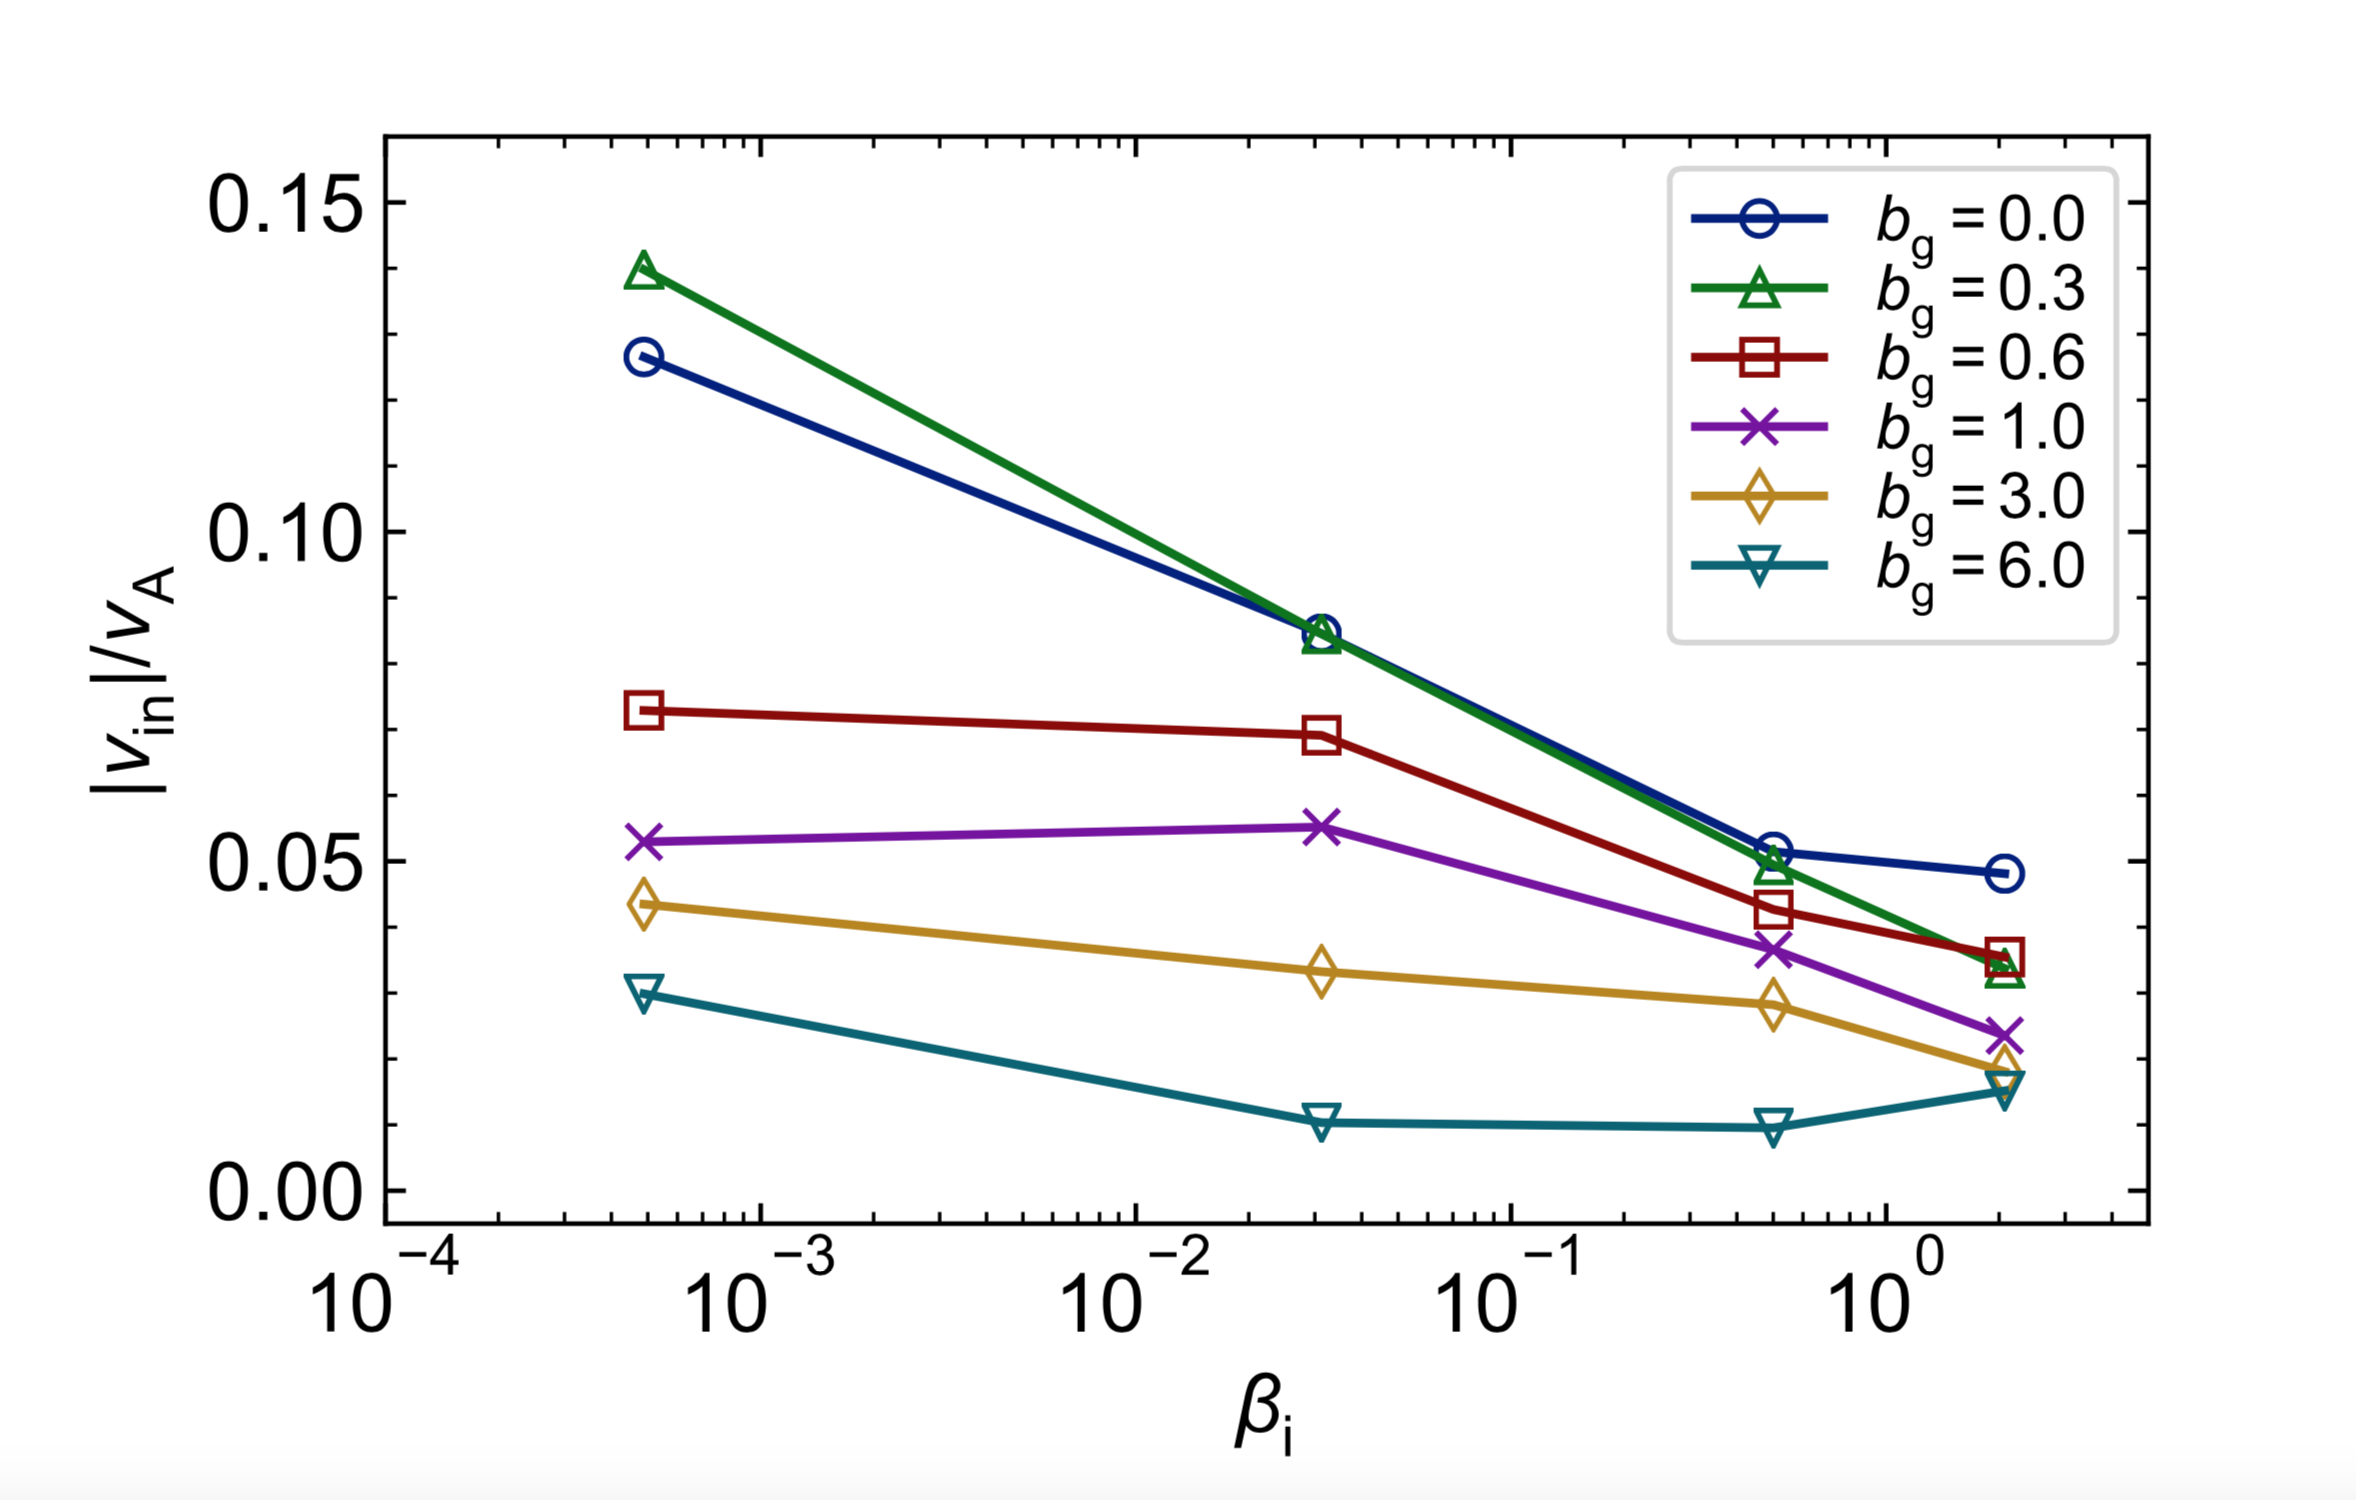 |v_in|/v_A
0.15
0.10
0.05
0.00
10^−4
10^−3
10^−2
10^−1
10^0
β_i
b_g = 0.0
b_g = 0.3
b_g = 0.6
b_g = 1.0
b_g = 3.0
b_g = 6.0